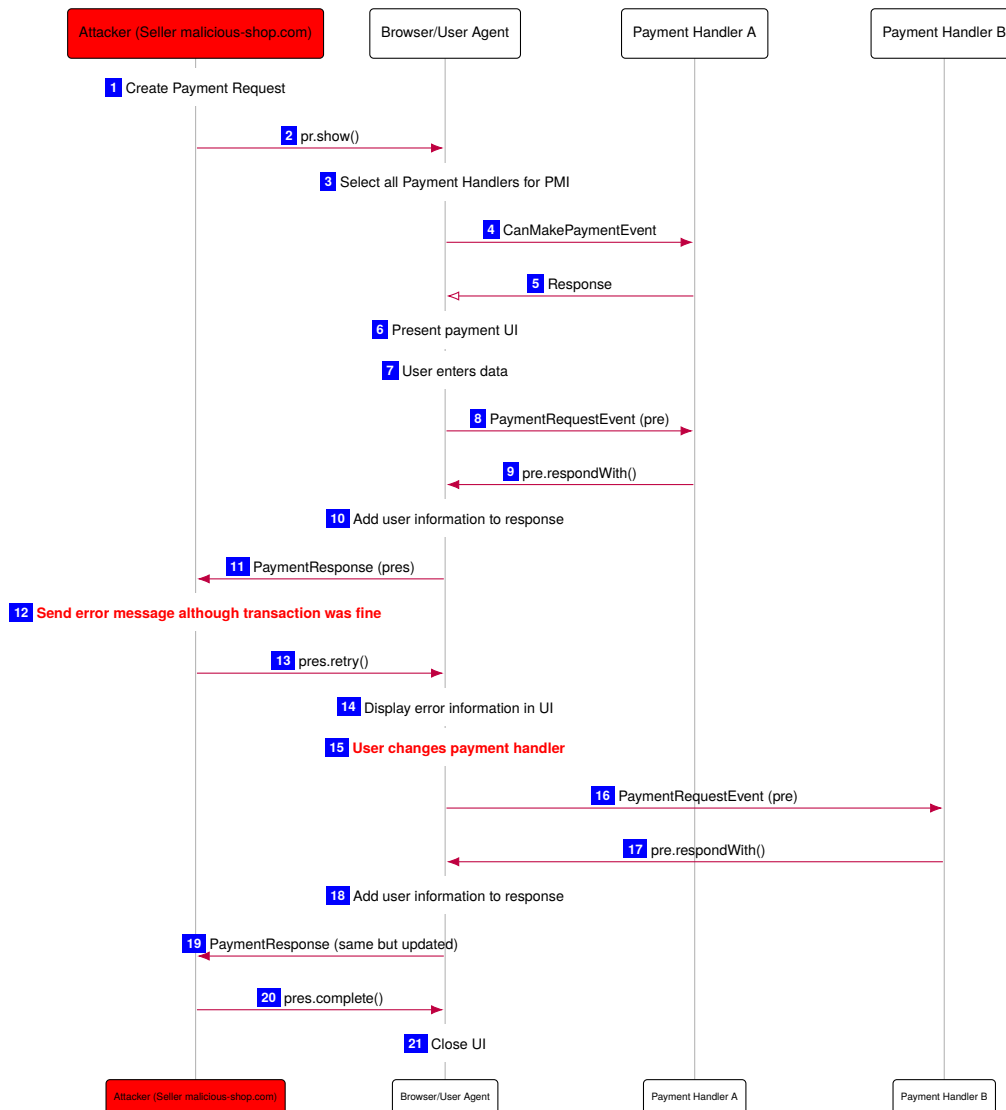 Attacker (Seller malicious-shop.com)
Browser/User Agent
Payment Handler A
Payment Handler B
1 Create Payment Request
2 pr.show()
3 Select all Payment Handlers for PMI
4 CanMakePaymentEvent
5 Response
6 Present payment UI
7 User enters data
8 PaymentRequestEvent (pre)
9 pre.respondWith()
10 Add user information to response
11 PaymentResponse (pres)
12 Send error message although transaction was fine
13 pres.retry()
14 Display error information in UI
15 User changes payment handler
16 PaymentRequestEvent (pre)
17 pre.respondWith()
18 Add user information to response
19 PaymentResponse (same but updated)
20 pres.complete()
21 Close UI
Attacker (Seller malicious-shop.com)
Browser/User Agent
Payment Handler A
Payment Handler B